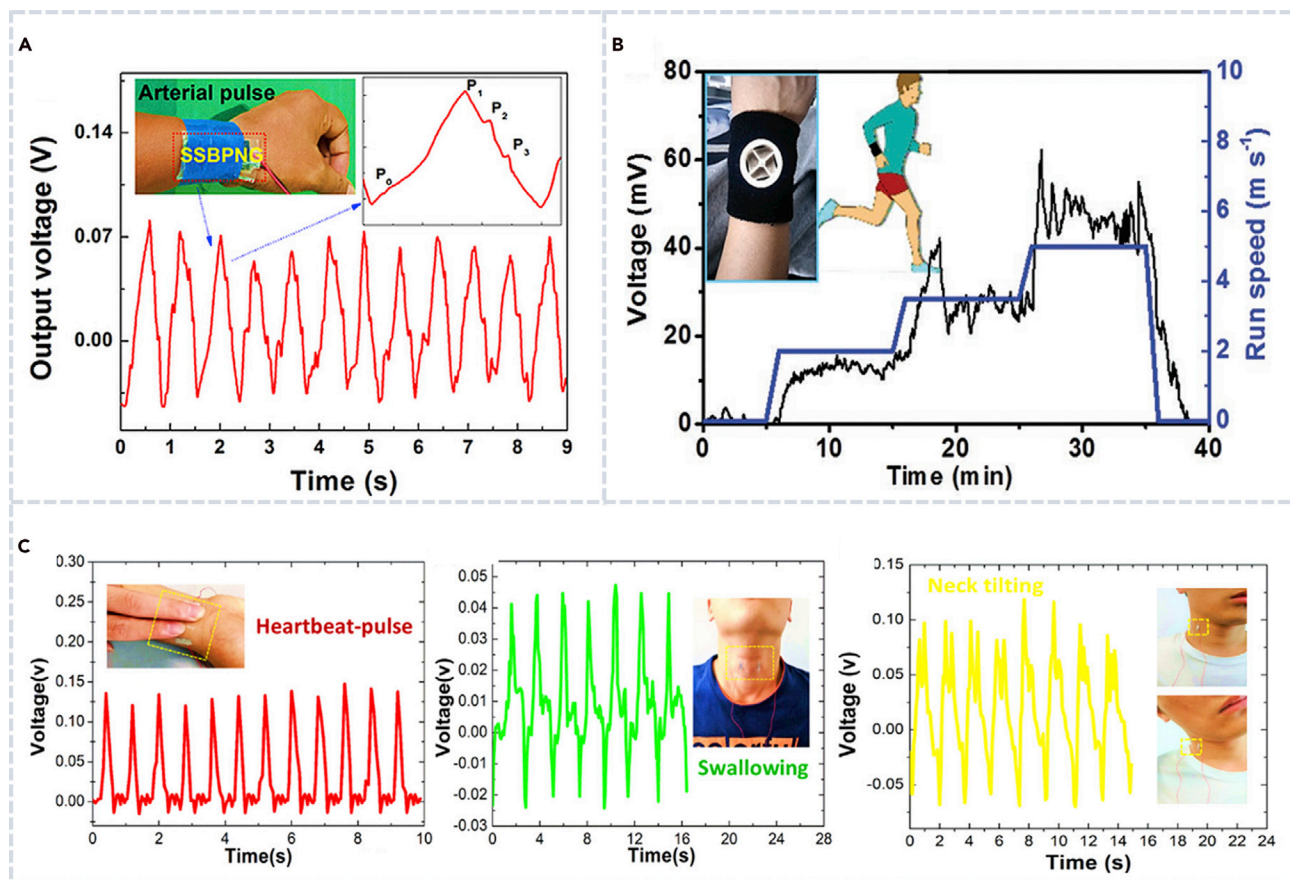 A
Arterial pulse
SSBPNG
P0
P1
P2
P3
Output voltage (V)
0.14
0.07
0.00
0 1 2 3 4 5 6 7 8 9
Time (s)
B
Voltage (mV)
80
60
40
20
0
10
8
6
4
2
0
Run speed (m s-1)
0 10 20 30 40
Time (min)
C
Voltage(v)
0.30
0.25
0.20
0.15
0.10
0.05
0.00
Heartbeat-pulse
0 2 4 6 8 10
Time(s)
Voltage(v)
0.05
0.04
0.03
0.02
0.01
0.00
-0.01
-0.02
-0.03
Swallowing
0 4 8 12 16 20 24 28
Time(s)
Voltage (v)
0.15
0.10
0.05
0.00
-0.05
Neck tilting
0 2 4 6 8 10 12 14 16 18 20 22 24
Time (s)